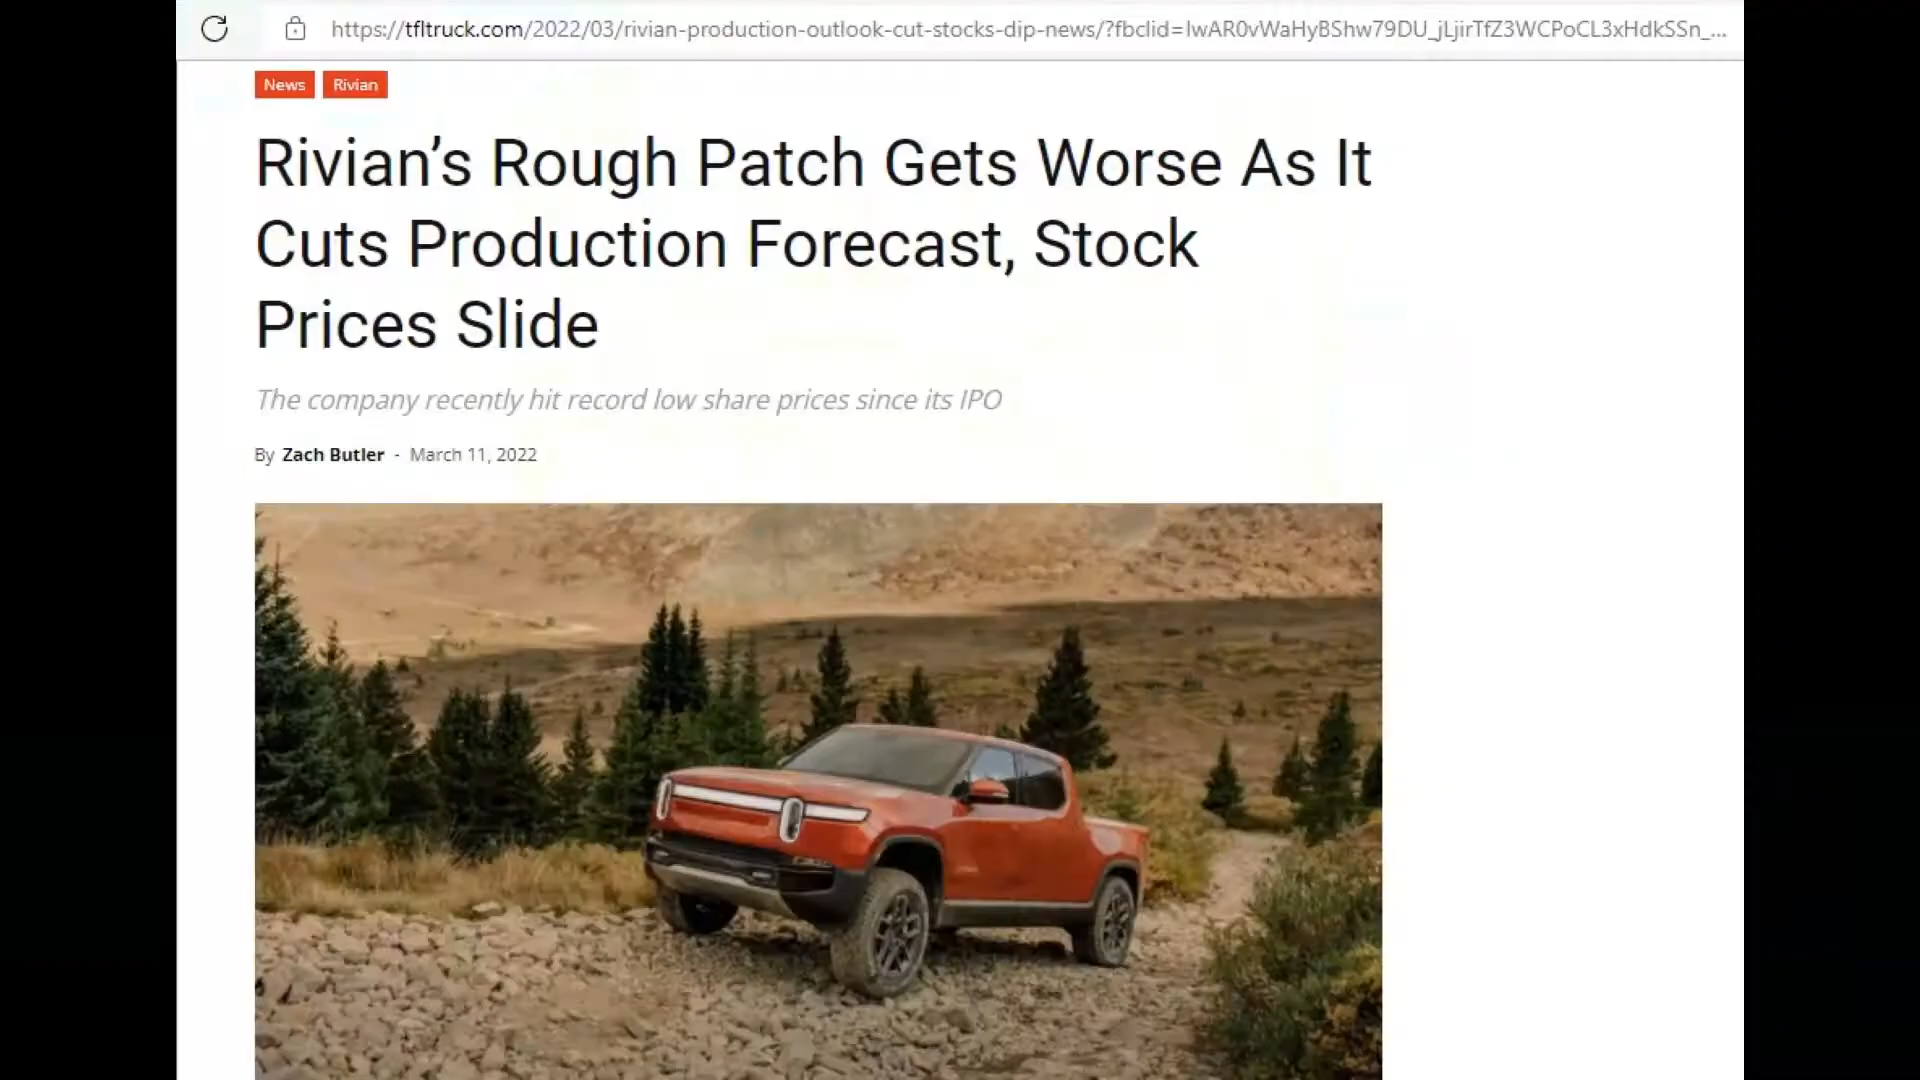 https://tfltruck.com/2022/03/rivian-production-outlook-cut-stocks-dip-news/?fbclid=IwAR0vWaHyBShw79DU_jLjirTfZ3WCPoCL3xHdkSSn_...
News Rivian
Rivian’s Rough Patch Gets Worse As It
Cuts Production Forecast, Stock
Prices Slide
The company recently hit record low share prices since its IPO
By Zach Butler - March 11, 2022